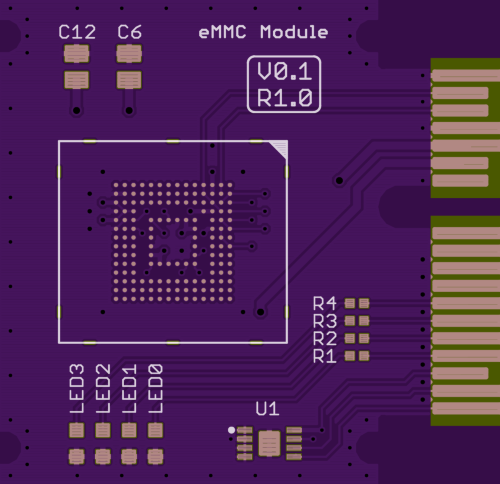 C12 C6 eMMC Module
V0.1
R1.0
R4
R3
R2
R1
LED3 LED2 LED1 LED0
U1